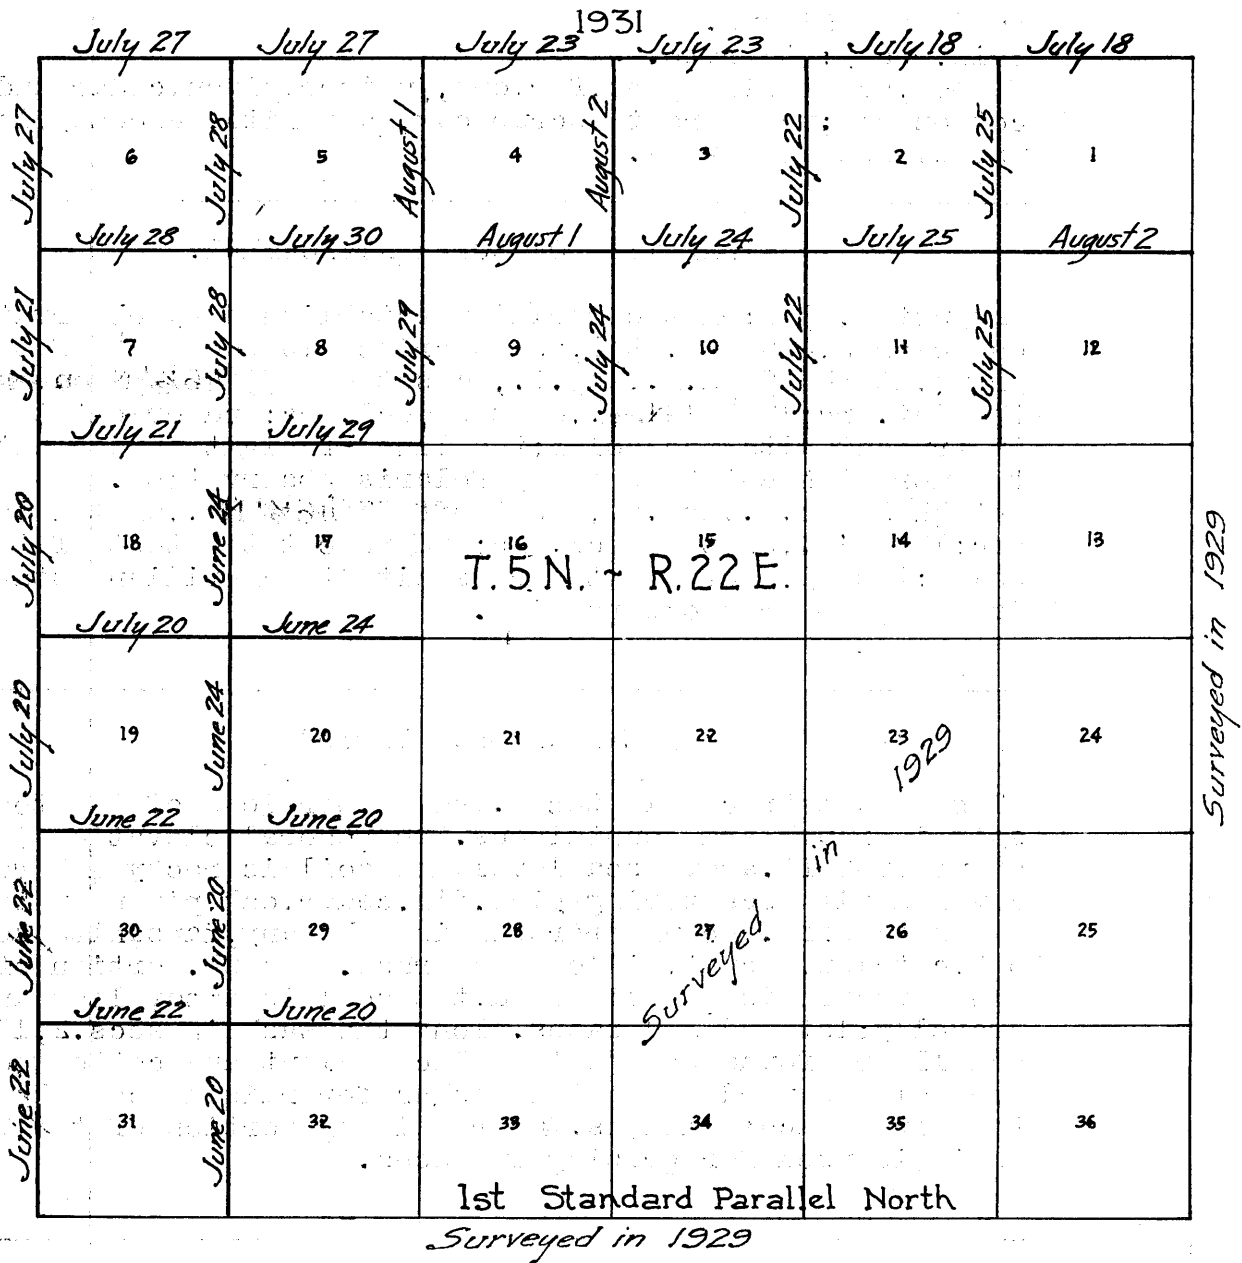 1931
July 27 July 27 July 23 July 23 July 18 July 18
July 27 6 July 28 5 August 1 4 August 2 3 July 22 2 July 25 1
July 28 July 30 August 1 July 24 July 25 August 2
July 21 7 July 28 8 July 29 9 July 24 10 July 22 11 July 25 12
July 21 July 29
July 20 18 June 24 17 16 15 14 13
T. 5 N. ~ R. 22 E.
July 20 June 24
July 20 19 June 24 20 21 22 23 24
June 22 June 20
June 22 30 June 20 29 28 27 26 25
June 22 June 20
June 22 31 June 20 32 33 34 35 36
Surveyed in 1929
Surveyed in 1929
1st Standard Parallel North
Surveyed in 1929